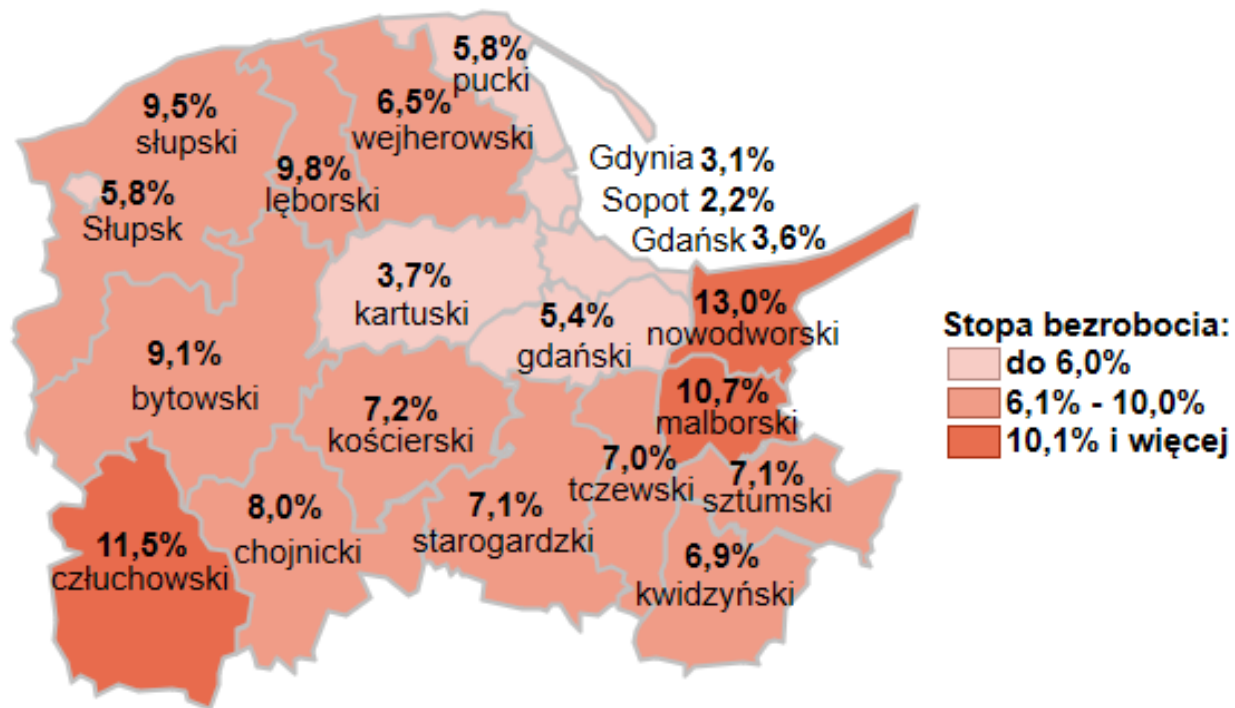 5,8%
pucki
9,5%
słupski
6,5%
wejherowski
Gdynia 3,1%
9,8%
lęborski
5,8%
Słupsk
Sopot 2,2%
Gdańsk 3,6%
3,7%
kartuski
5,4%
gdański
13,0%
nowodworski
Stopa bezrobocia:
do 6,0%
6,1% - 10,0%
10,1% i więcej
9,1%
bytowski
7,2%
kościerski
10,7%
malborski
7,0%
tczewski
7,1%
sztumski
8,0%
chojnicki
7,1%
starogardzki
11,5%
człuchowski
6,9%
kwidzyński